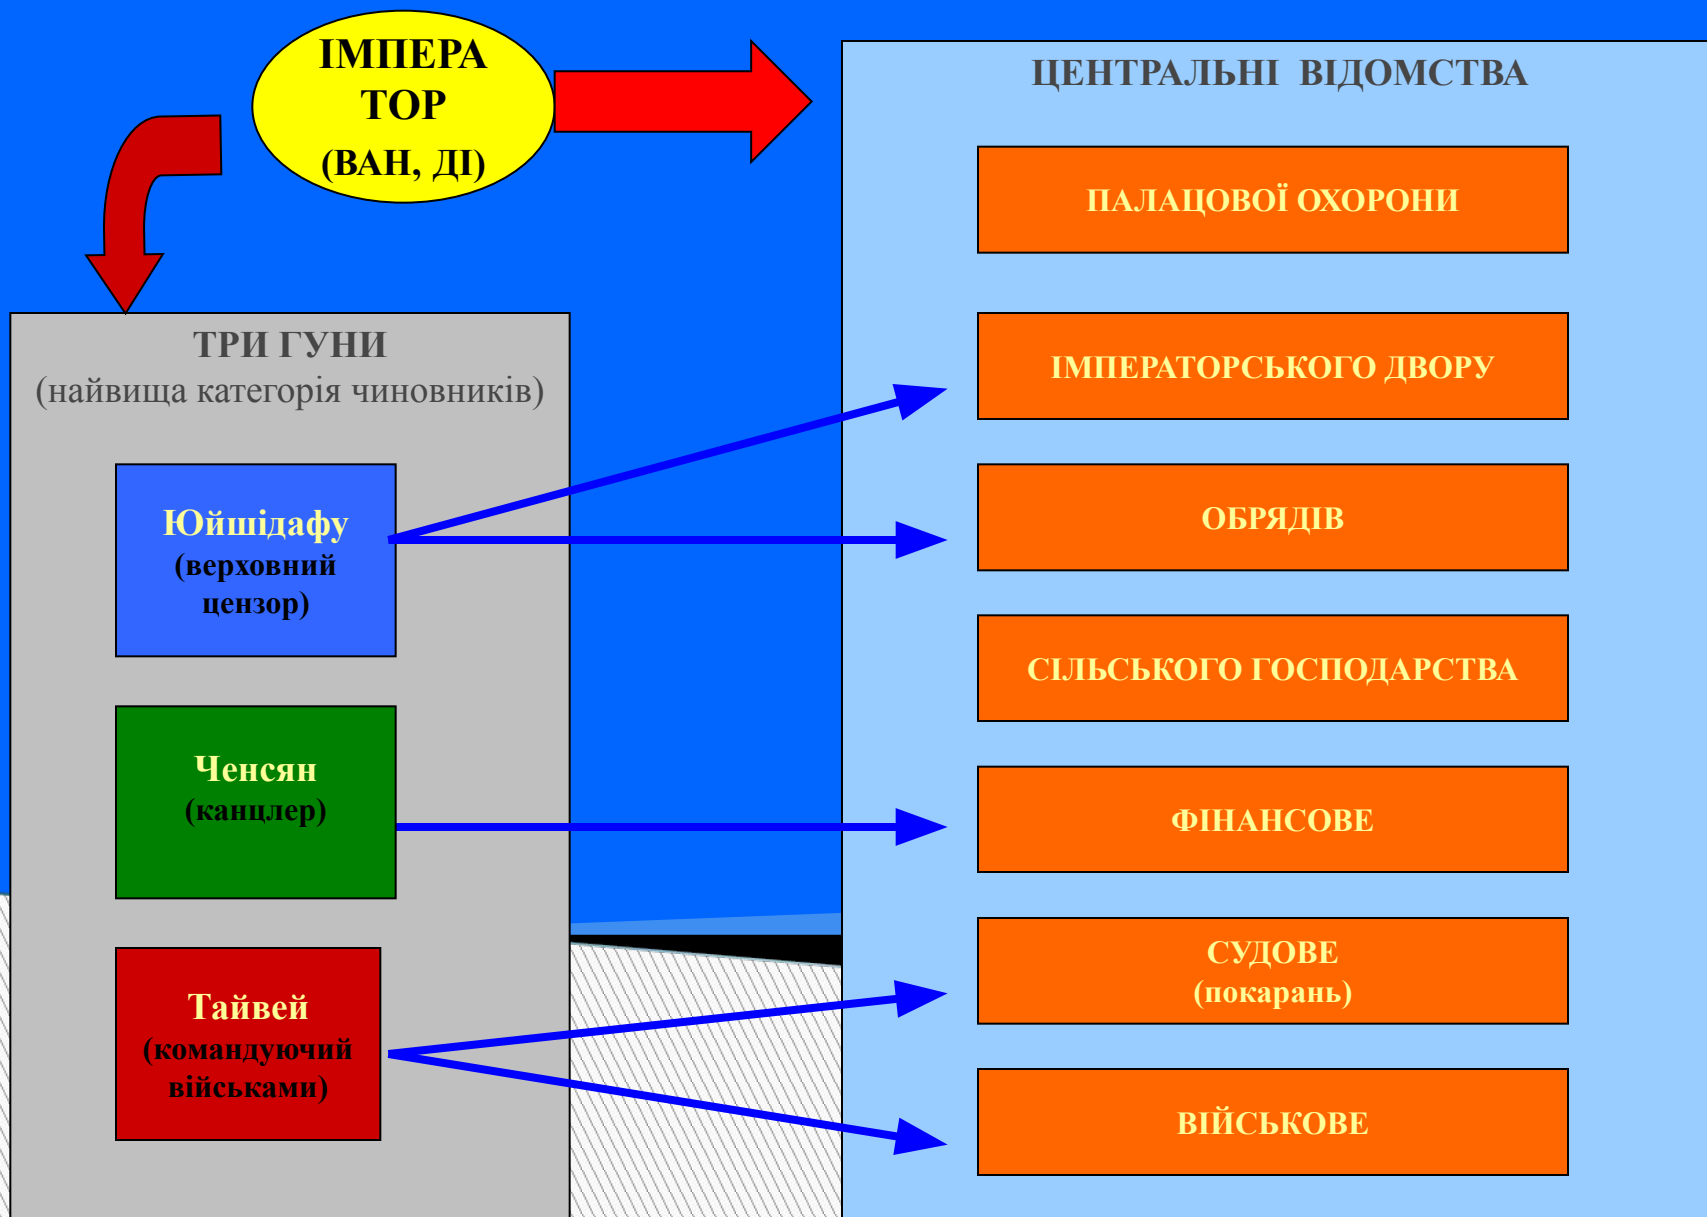 ІМПЕРА
ТОР
(ВАН, ДІ)
ТРИ ГУНИ
(найвища категорія чиновників)
Юйшідафу
(верховний
цензор)
Ченсян
(канцлер)
Тайвей
(командуючий
військами)
ЦЕНТРАЛЬНІ ВІДОМСТВА
ПАЛАЦОВОЇ ОХОРОНИ
ІМПЕРАТОРСЬКОГО ДВОРУ
ОБРЯДІВ
СІЛЬСЬКОГО ГОСПОДАРСТВА
ФІНАНСОВЕ
СУДОВЕ
(покарань)
ВІЙСЬКОВЕ